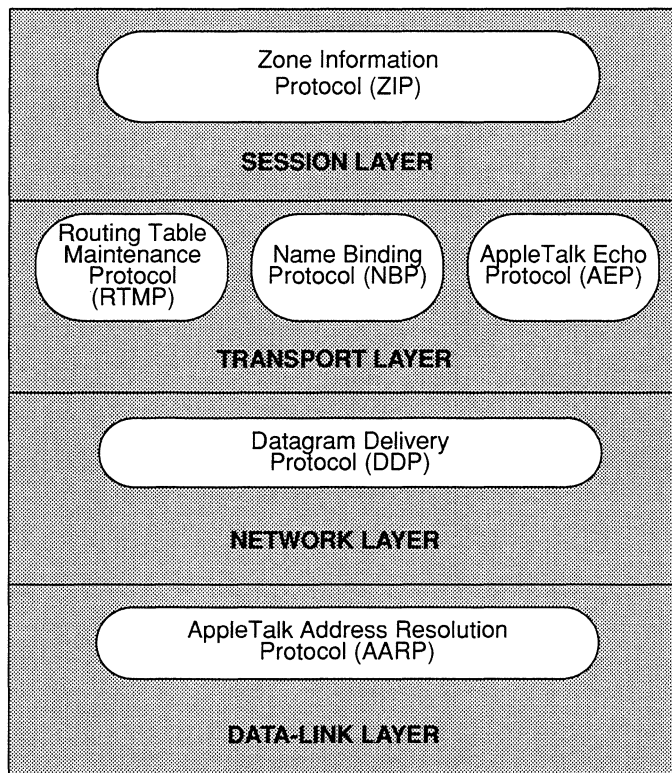 Zone Information
Protocol (ZIP)
SESSION LAYER
Routing Table
Maintenance
Protocol
(RTMP)
Name Binding
Protocol (NBP)
AppleTalk Echo
Protocol (AEP)
TRANSPORT LAYER
Datagram Delivery
Protocol (DDP)
NETWORK LAYER
AppleTalk Address Resolution
Protocol (AARP)
DATA-LINK LAYER